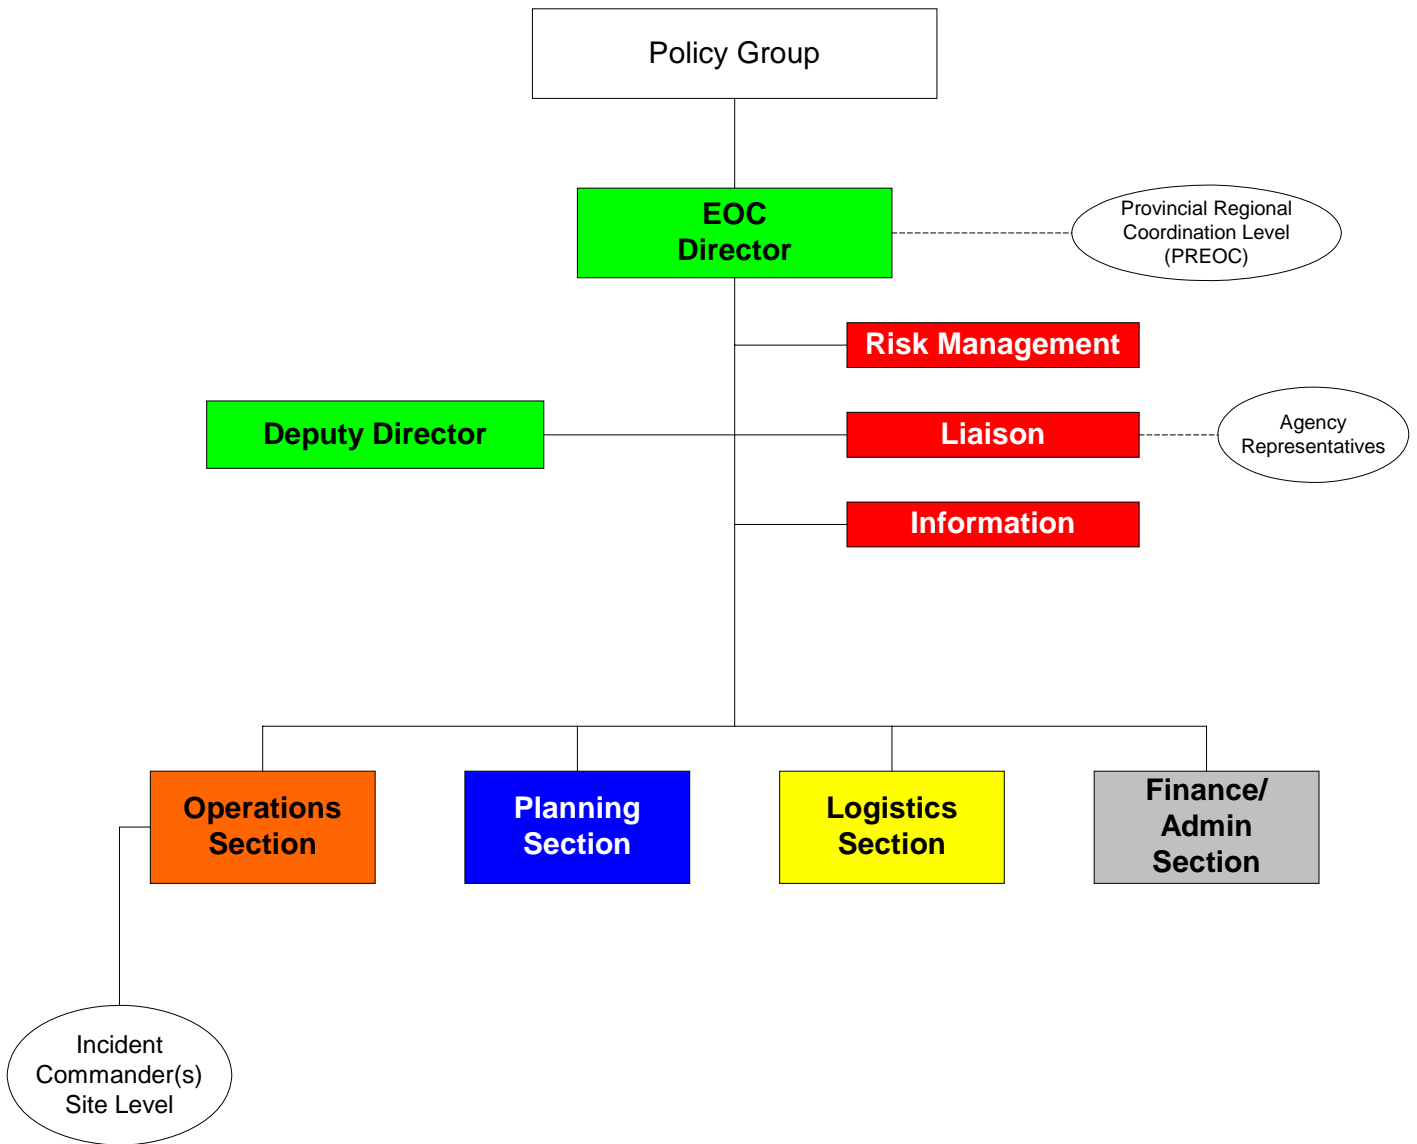 Policy Group
EOC
Director
Provincial Regional
Coordination Level
(PREOC)
Risk Management
Deputy Director
Liaison
Agency
Representatives
Information
Operations
Section
Planning
Section
Logistics
Section
Finance/
Admin
Section
Incident
Commander(s)
Site Level